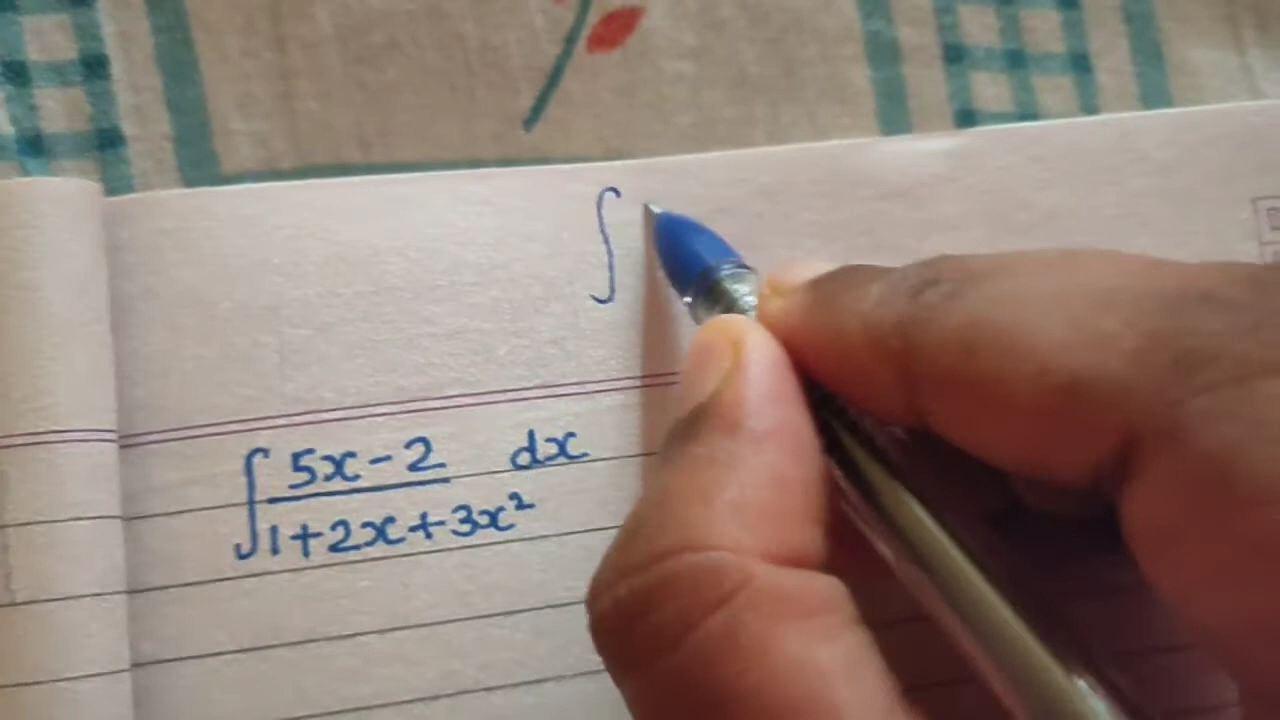 ∫
∫ 5x-2 dx
1+2x+3x²